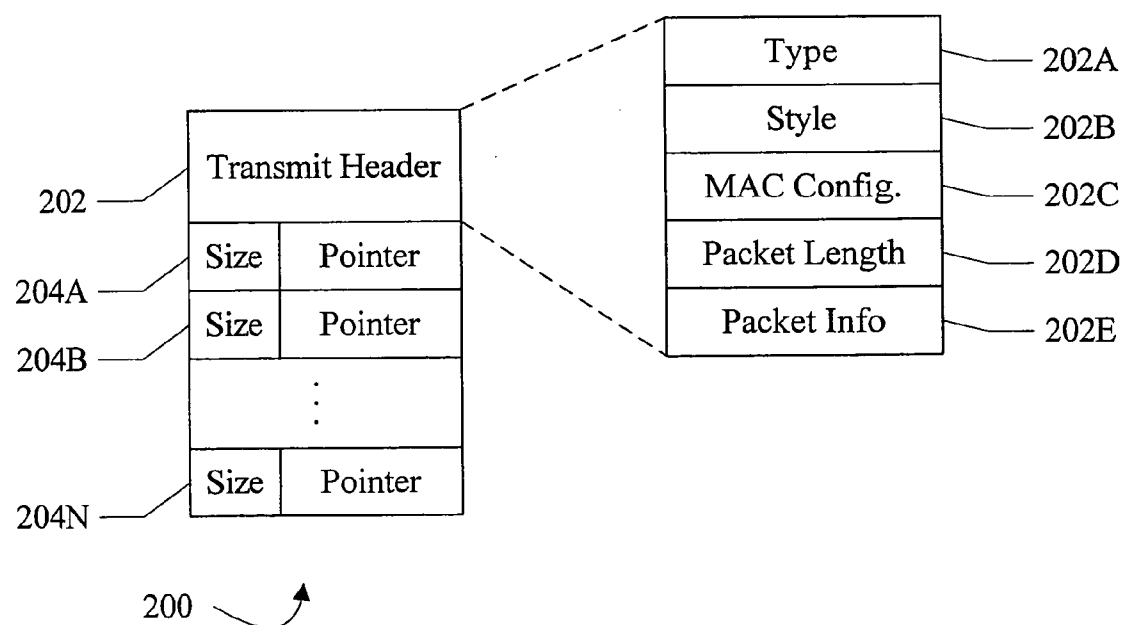 Type
202A
Style
202B
Transmit Header
202
MAC Config.
202C
Size Pointer
204A
Packet Length
202D
Size Pointer
204B
Packet Info
202E
Size Pointer
204N
200